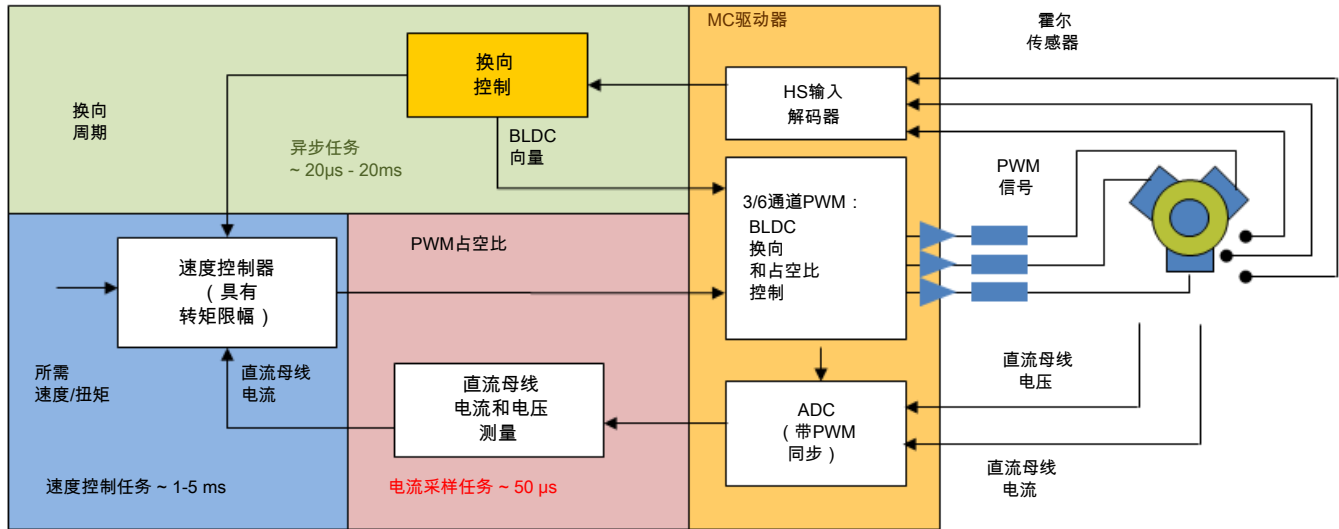 MC驱动器
霍尔
传感器
换向
控制
HS输入
解码器
换向
周期
异步任务
~ 20μs - 20ms
BLDC
向量
PWM
信号
3/6通道PWM：
BLDC
换向
和占空比
控制
PWM占空比
速度控制器
（具有
转矩限幅）
所需
速度/扭矩
直流母线
电流
直流母线
电流和电压
测量
ADC
（带PWM
同步）
直流母线
电压
直流母线
电流
速度控制任务 ~ 1-5 ms
电流采样任务 ~ 50 μs